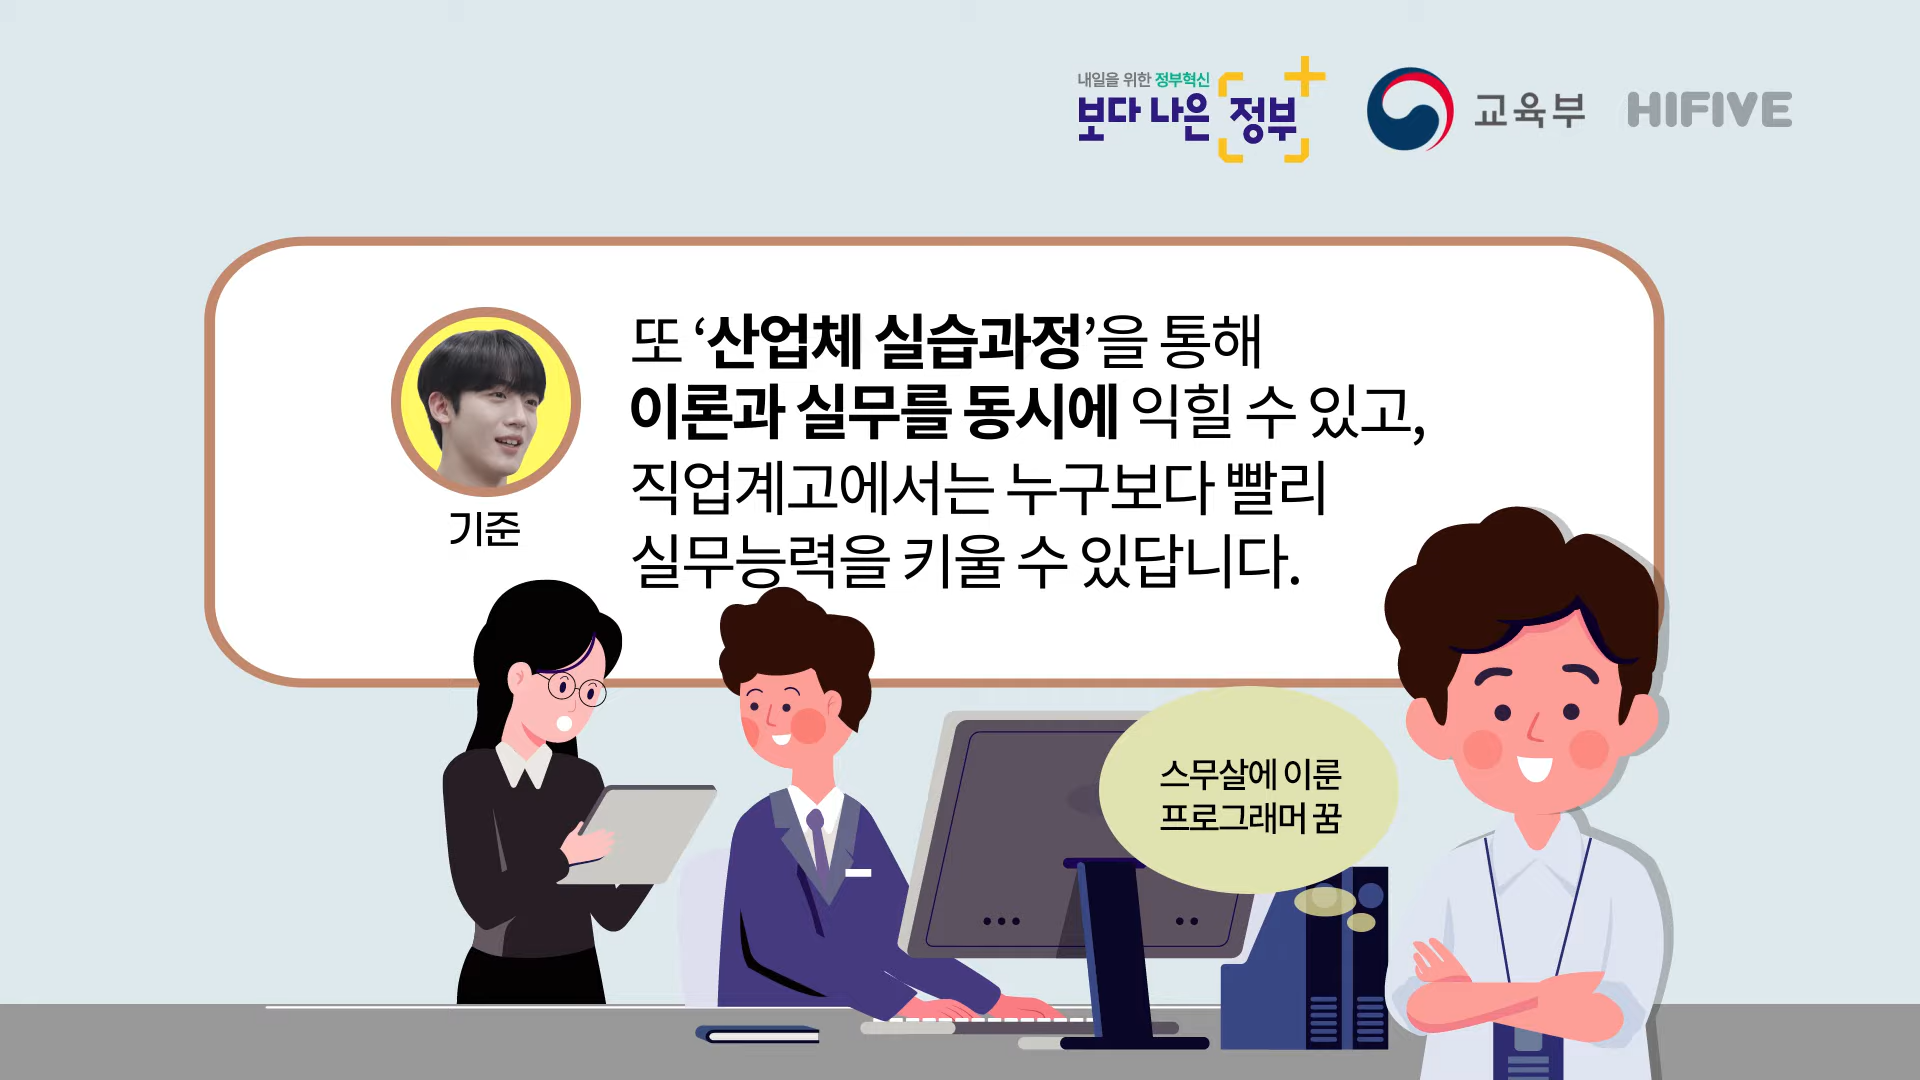 내일을 위한 정부혁신
보다 나은 정부
교육부
HIFIVE
또 ‘산업체 실습과정’을 통해
이론과 실무를 동시에 익힐 수 있고,
직업계고에서는 누구보다 빨리
실무능력을 키울 수 있답니다.
기준
스무살에 이룬
프로그래머 꿈